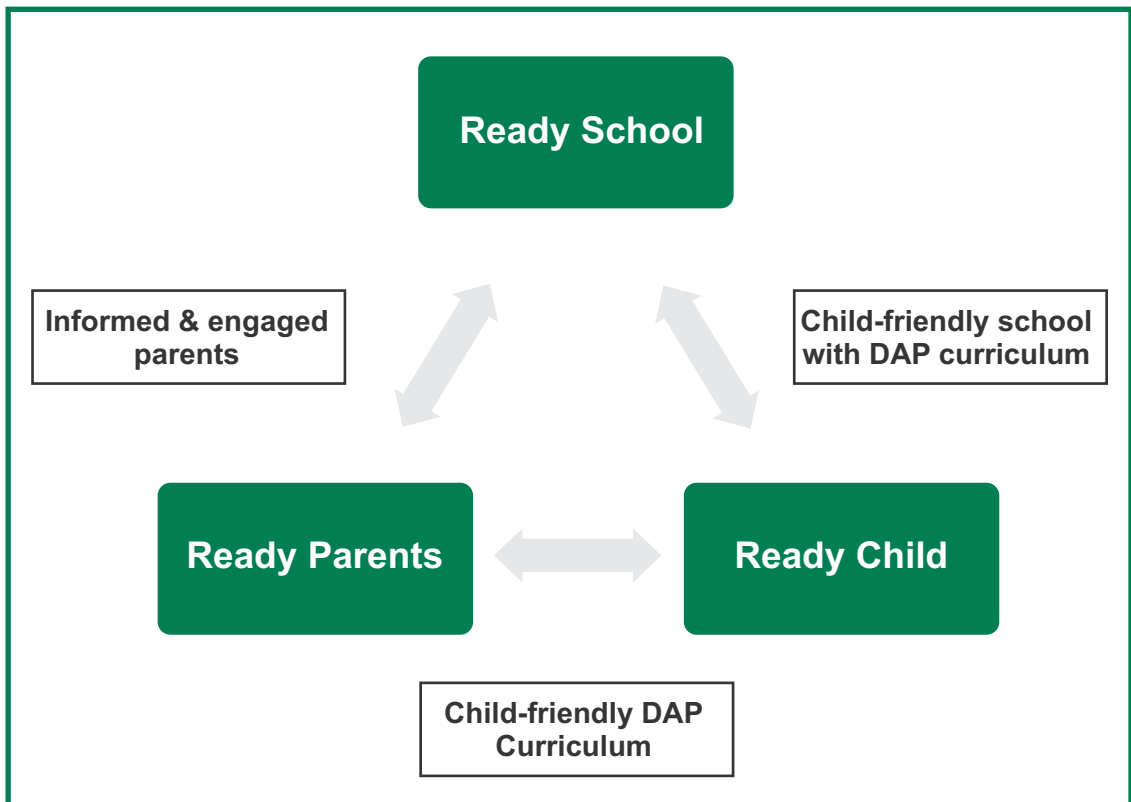 Ready School
Informed & engaged
parents
Child-friendly school
with DAP curriculum
Ready Parents
Ready Child
Child-friendly DAP
Curriculum